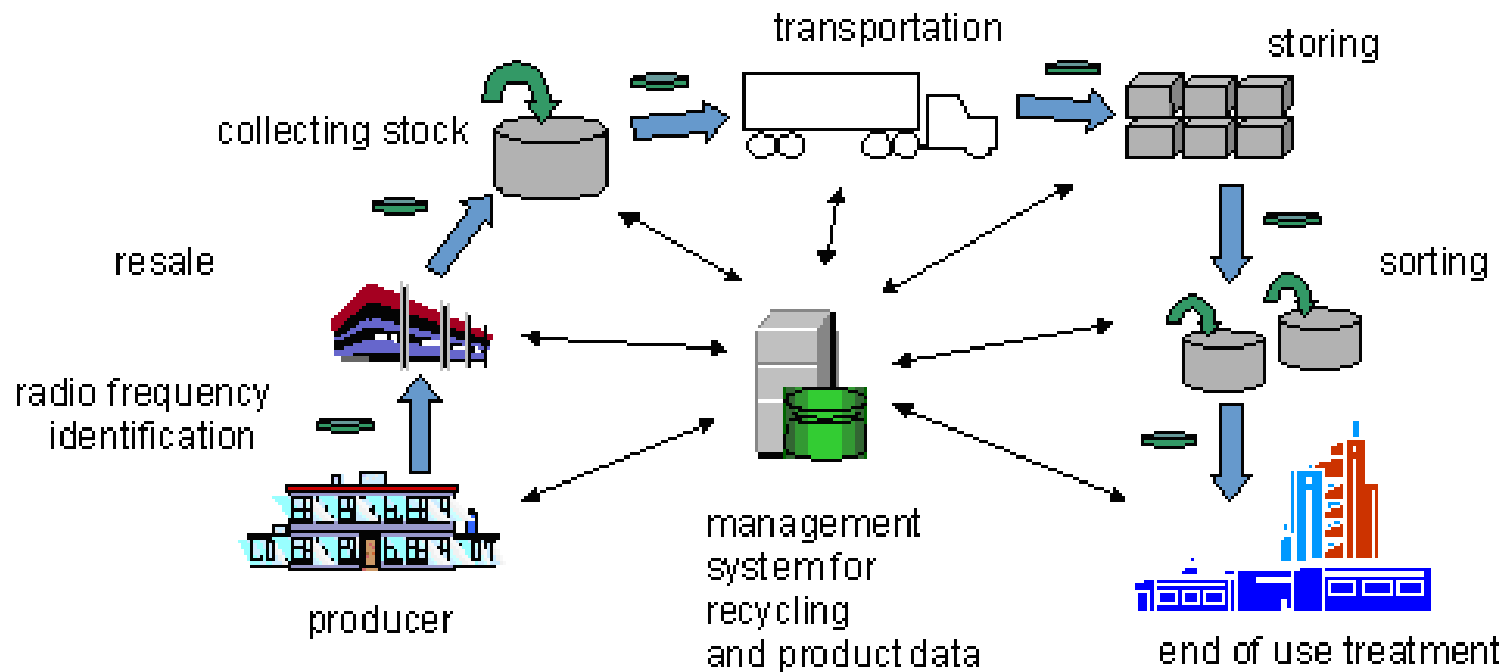 transportation
storing
collecting stock
resale
sorting
radio frequency
identification
management
system for
recycling
and product data
producer
end of use treatment